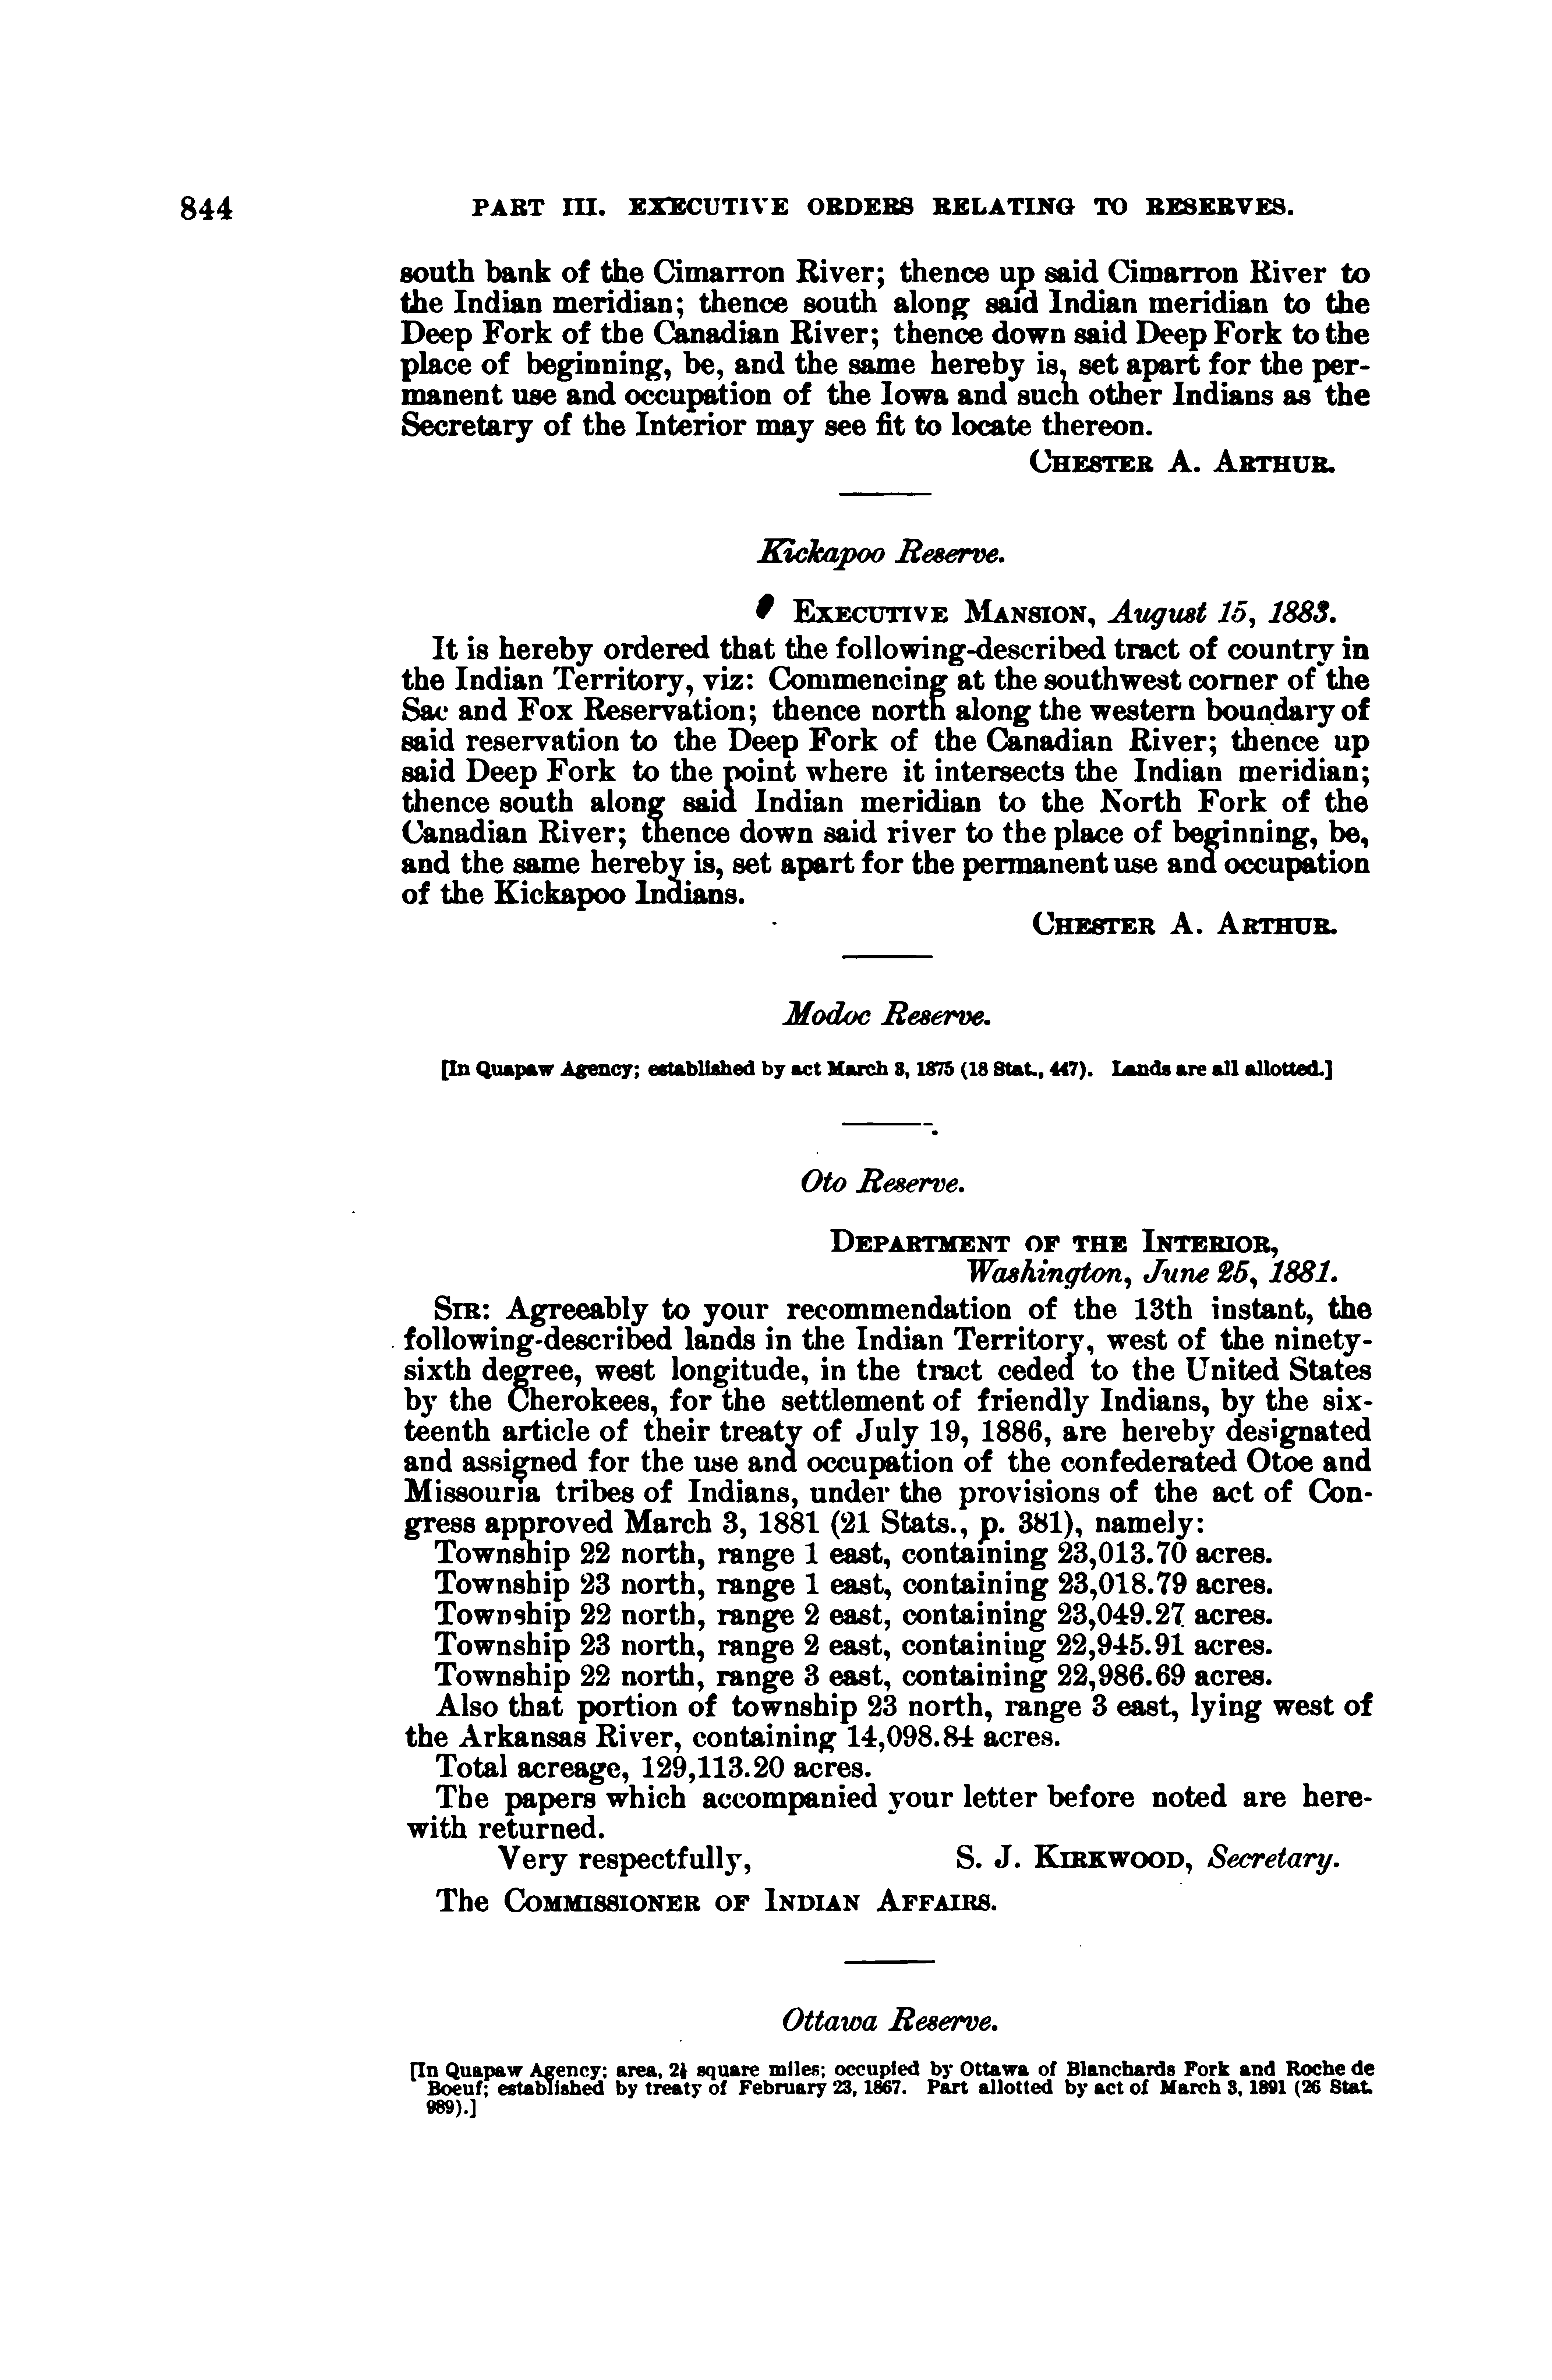 844 PART III. EXECUTIVE ORDERS RELATING TO RESERVES.
south bank of the Cimarron River; thence up said Cimarron River to
the Indian meridian; thence south along said Indian meridian to the
Deep Fork of the Canadian River; thence down said Deep Fork to the
place of beginning, be, and the same hereby is, set apart for the per-
manent use and occupation of the Iowa and such other Indians as the
Secretary of the Interior may see fit to locate thereon.
CHESTER A. ARTHUR.
Kickapoo Reserve.
EXECUTIVE MANSION, August 15, 1883.
It is hereby ordered that the following-described tract of country in
the Indian Territory, viz: Commencing at the southwest corner of the
Sac and Fox Reservation; thence north along the western boundary of
said reservation to the Deep Fork of the Canadian River; thence up
said Deep Fork to the point where it intersects the Indian meridian;
thence south along said Indian meridian to the North Fork of the
Canadian River; thence down said river to the place of beginning, be,
and the same hereby is, set apart for the permanent use and occupation
of the Kickapoo Indians.
CHESTER A. ARTHUR.
Modoc Reserve.
[In Quapaw Agency; established by act March 3, 1875 (18 Stat., 447). Lands are all allotted.]
Oto Reserve.
DEPARTMENT OF THE INTERIOR,
Washington, June 25, 1881.
SIR: Agreeably to your recommendation of the 13th instant, the
following-described lands in the Indian Territory, west of the ninety-
sixth degree, west longitude, in the tract ceded to the United States
by the Cherokees, for the settlement of friendly Indians, by the six-
teenth article of their treaty of July 19, 1886, are hereby designated
and assigned for the use and occupation of the confederated Otoe and
Missouria tribes of Indians, under the provisions of the act of Con-
gress approved March 3, 1881 (21 Stats., p. 381), namely:
Township 22 north, range 1 east, containing 23,013.70 acres.
Township 23 north, range 1 east, containing 23,018.79 acres.
Township 22 north, range 2 east, containing 23,049.27 acres.
Township 23 north, range 2 east, containing 22,945.91 acres.
Township 22 north, range 3 east, containing 22,986.69 acres.
Also that portion of township 23 north, range 3 east, lying west of
the Arkansas River, containing 14,098.84 acres.
Total acreage, 129,113.20 acres.
The papers which accompanied your letter before noted are here-
with returned.
Very respectfully, S. J. KIRKWOOD, Secretary.
The COMMISSIONER OF INDIAN AFFAIRS.
Ottawa Reserve.
[In Quapaw Agency; area, 2¼ square miles; occupied by Ottawa of Blanchards Fork and Roche de
Boeuf; established by treaty of February 23, 1867. Part allotted by act of March 3, 1891 (26 Stat.
989).]